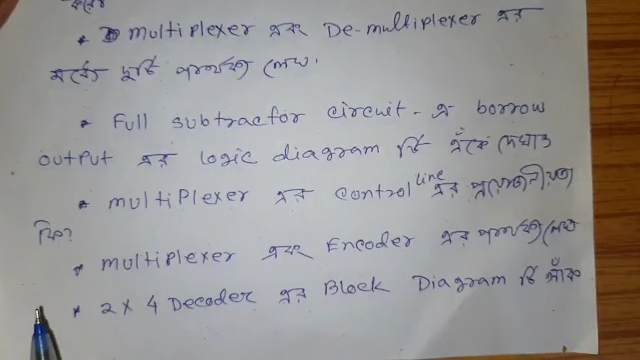 * Multiplexer এবং De-multiplexer এর
মধ্যে দুটি পার্থক্য লেখ।
* Full subtractor circuit - এ borrow
output এর logic diagram টি এঁকে দেখাও
* multiplexer এর control line এর প্রয়োজনীয়তা
কি?
* multiplexer এবং Encoder এর পার্থক্য লেখ
* 2 x 4 Decoder এর Block Diagram টি আঁক